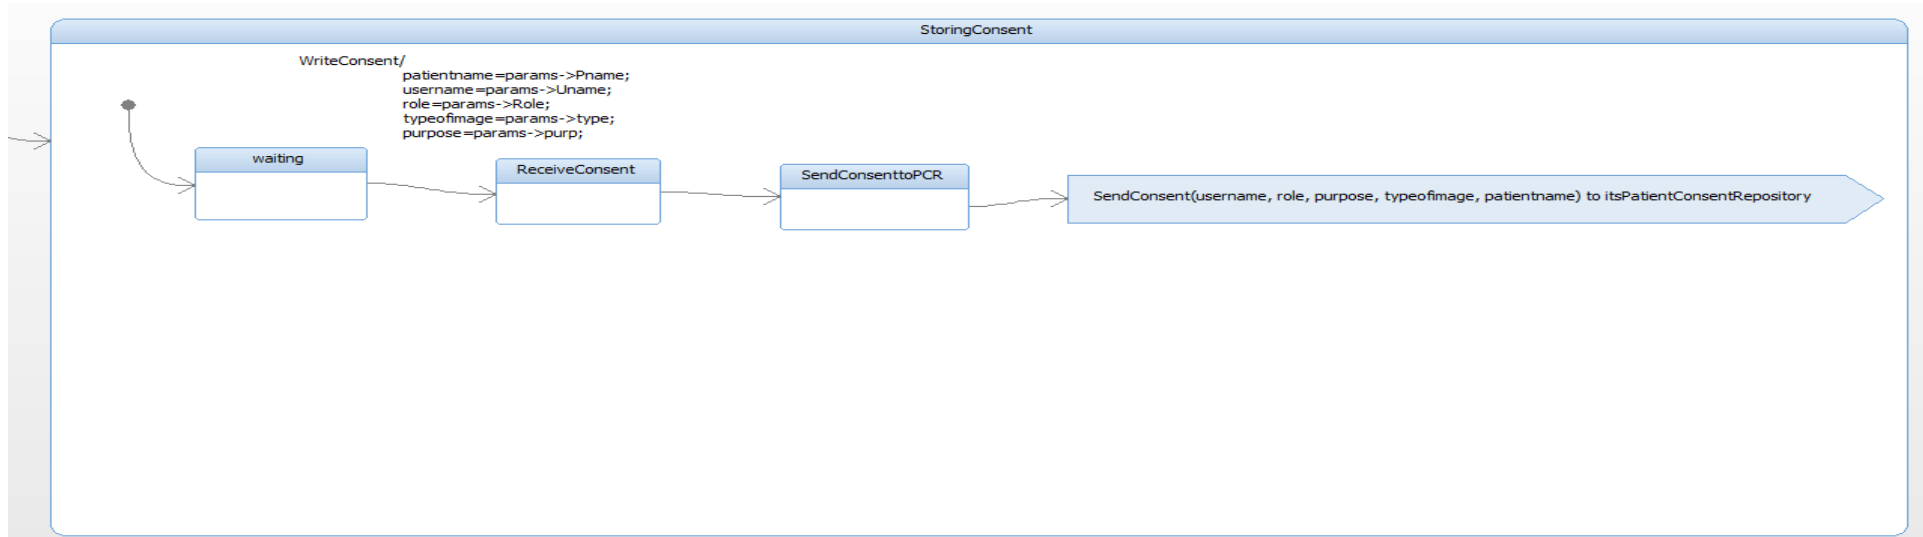 StoringConsent
WriteConsent/
patientname=params->Pname;
username=params->Uname;
role=params->Role;
typeofimage=params->type;
purpose=params->purp;
waiting
ReceiveConsent
SendConsenttoPCR
SendConsent(username, role, purpose, typeofimage, patientname) to itsPatientConsentRepository